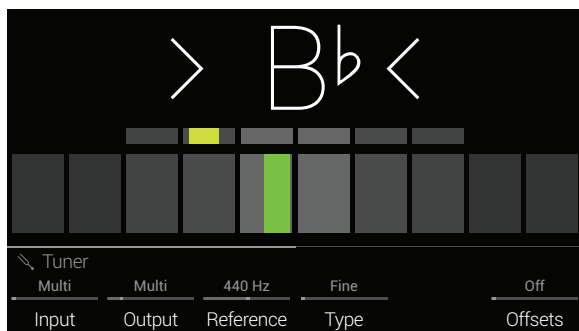 > B♭ <
Tuner
Multi Multi 440 Hz Fine Off
Input Output Reference Type Offsets